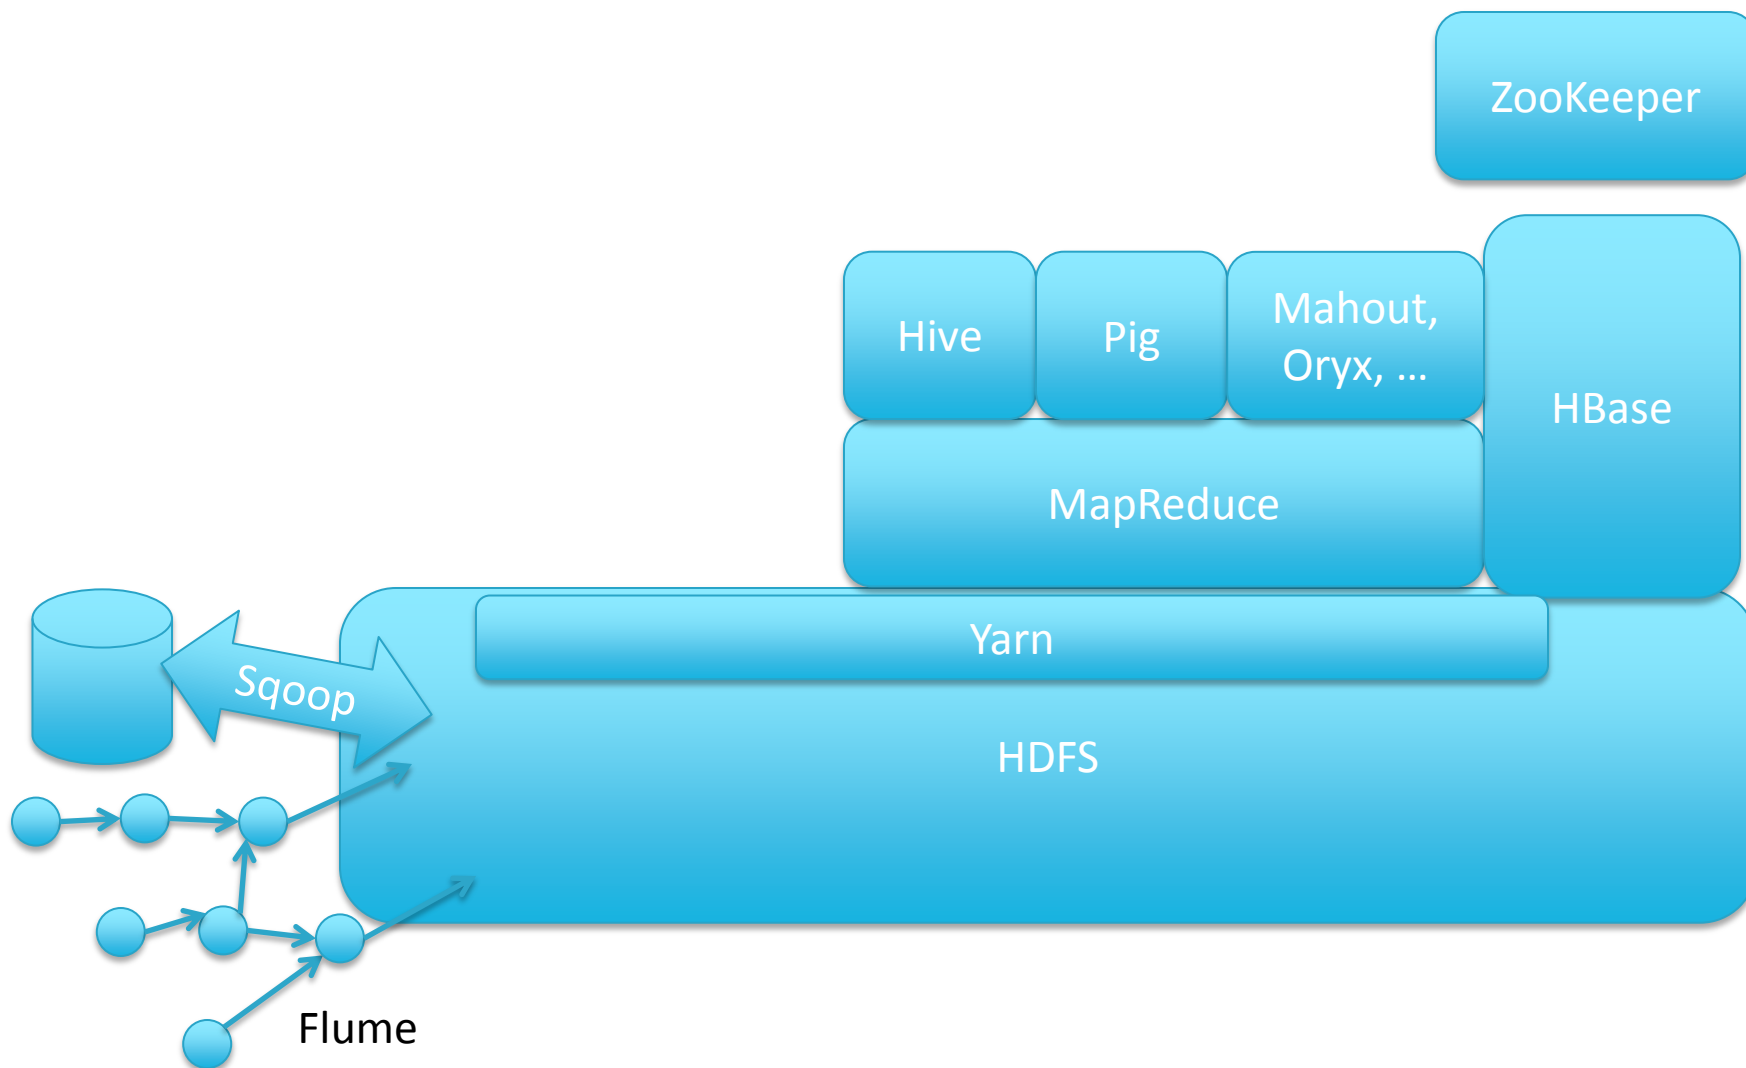 ZooKeeper
Hive
Pig
Mahout,
Oryx, ...
HBase
MapReduce
Yarn
Sqoop
HDFS
Flume